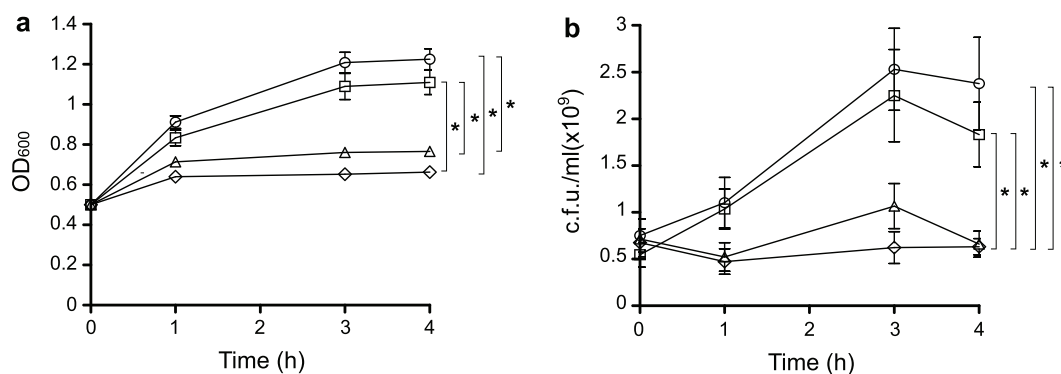 a
1.4
1.2
1
0.8
0.6
0.4
0.2
0
OD600
0 1 2 3 4
Time (h)
* * * *
b
3
2.5
2
1.5
1
0.5
0
c.f.u./ml(x10⁹)
0 1 2 3 4
Time (h)
* * * *